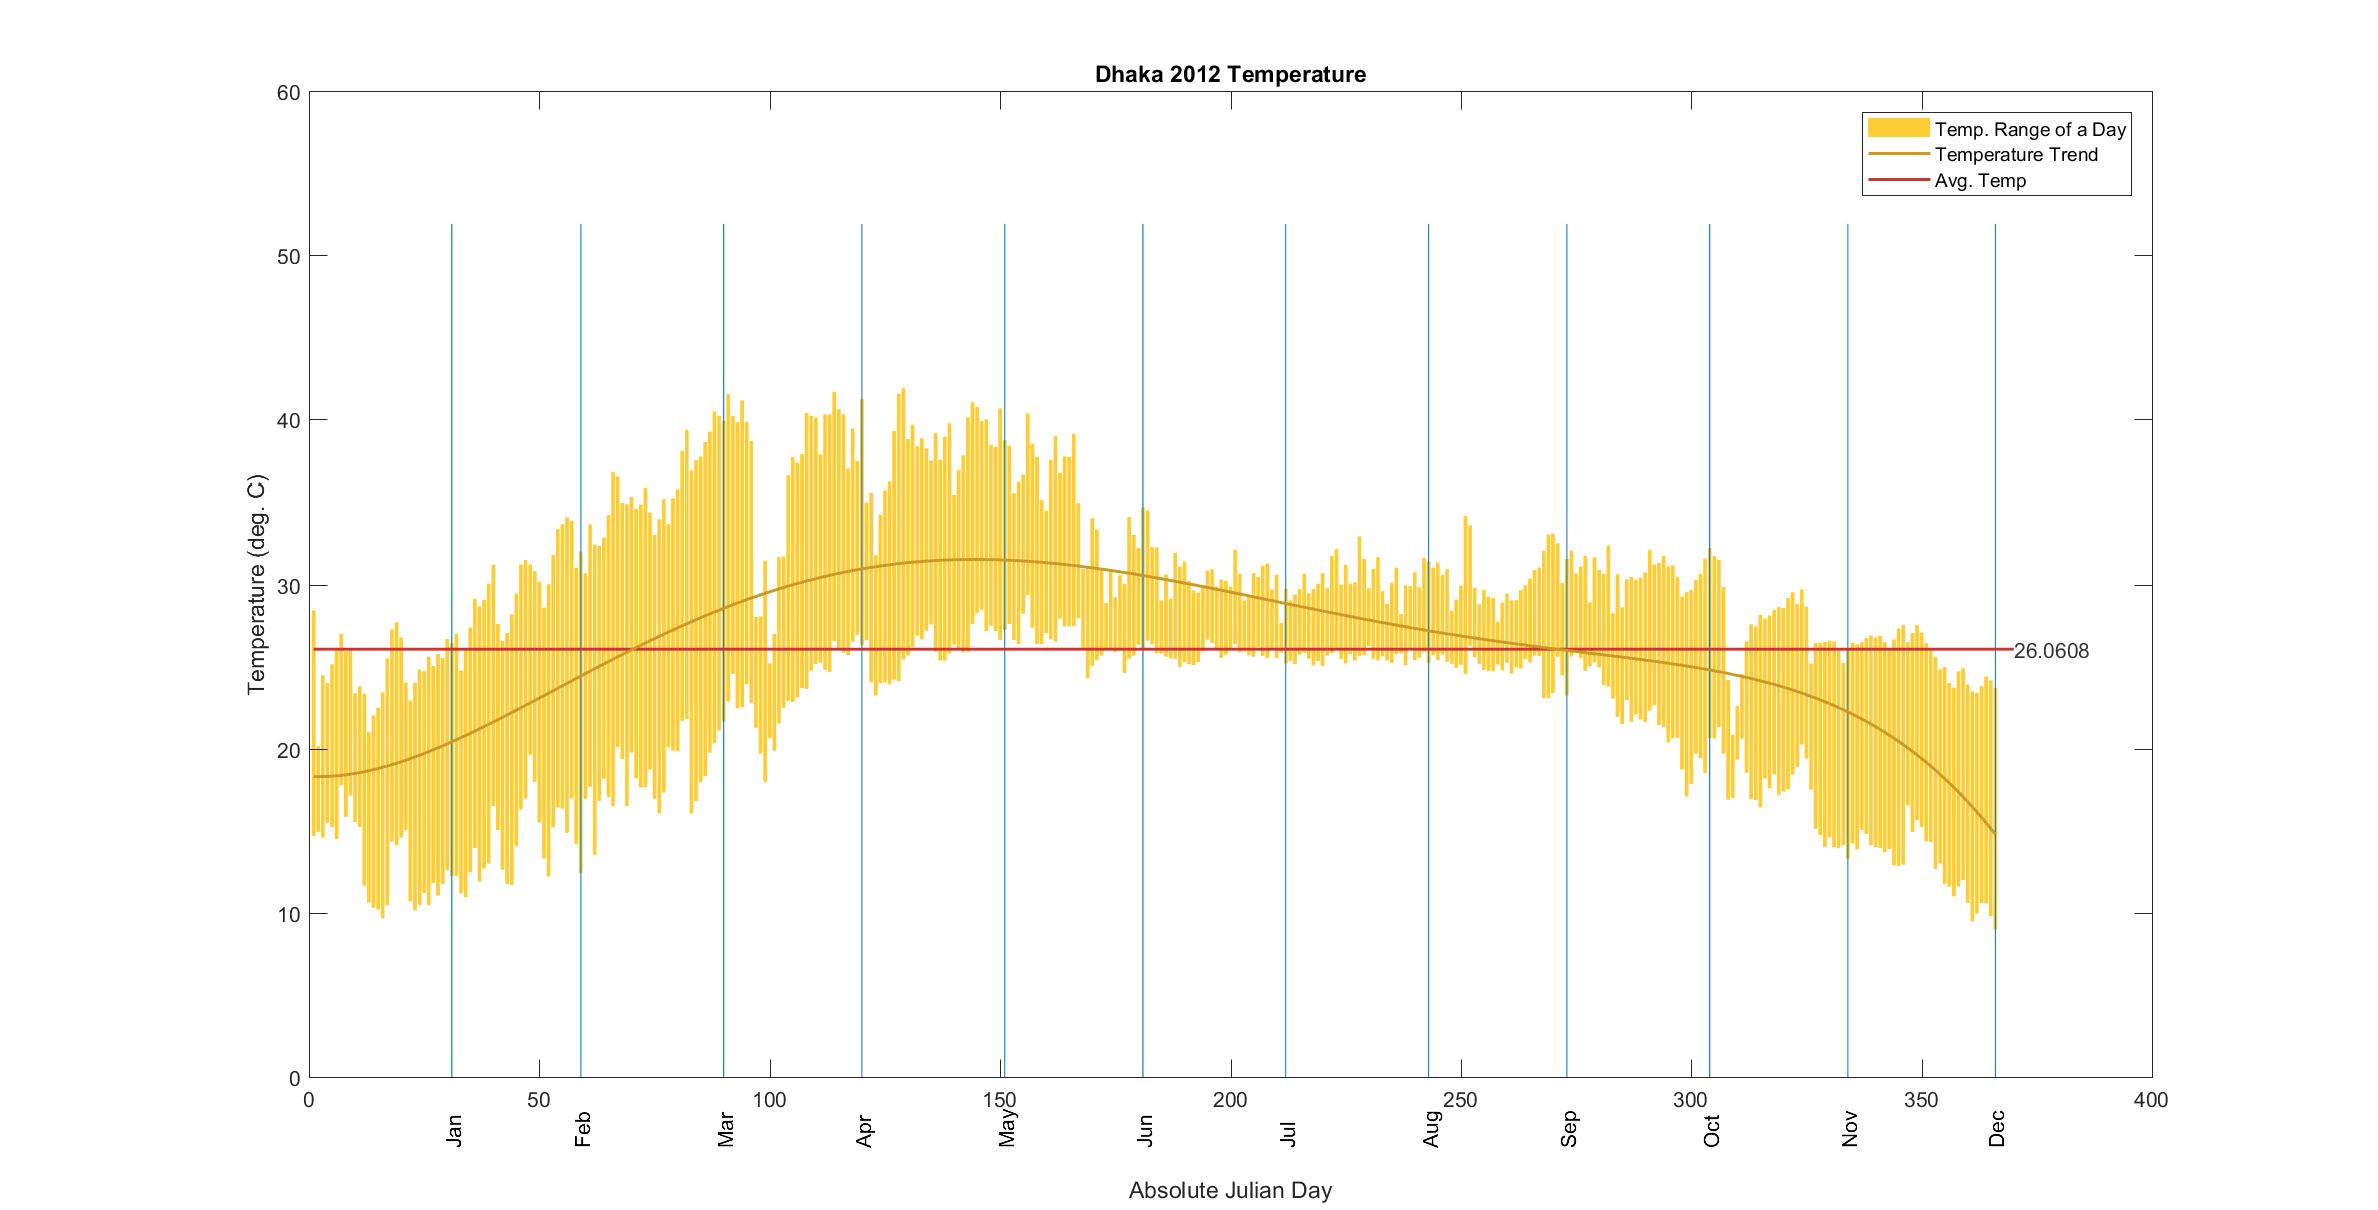 Dhaka 2012 Temperature
60
50
40
30
20
10
0
Temperature (deg. C)
Temp. Range of a Day
Temperature Trend
Avg. Temp
26.0608
0 50 100 150 200 250 300 350 400
Jan Feb Mar Apr May Jun Jul Aug Sep Oct Nov Dec
Absolute Julian Day